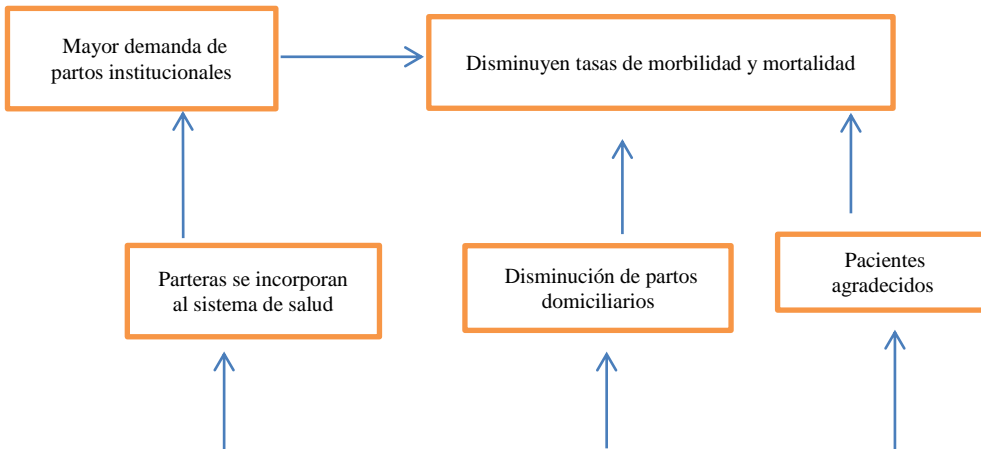 Mayor demanda de
partos institucionales
Disminuyen tasas de morbilidad y mortalidad
Parteras se incorporan
al sistema de salud
Disminución de partos
domiciliarios
Pacientes
agradecidos